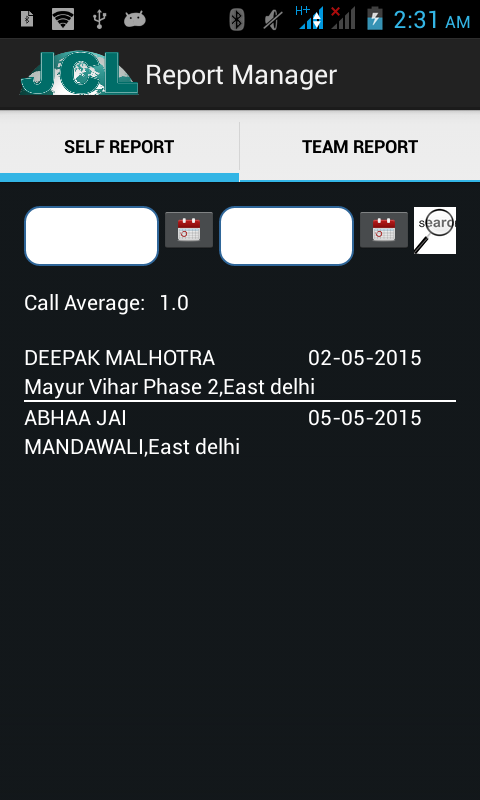 H+
2:31 AM
JCL Report Manager
SELF REPORT TEAM REPORT
searc
Call Average: 1.0
DEEPAK MALHOTRA 02-05-2015
Mayur Vihar Phase 2,East delhi
ABHAA JAI 05-05-2015
MANDAWALI,East delhi